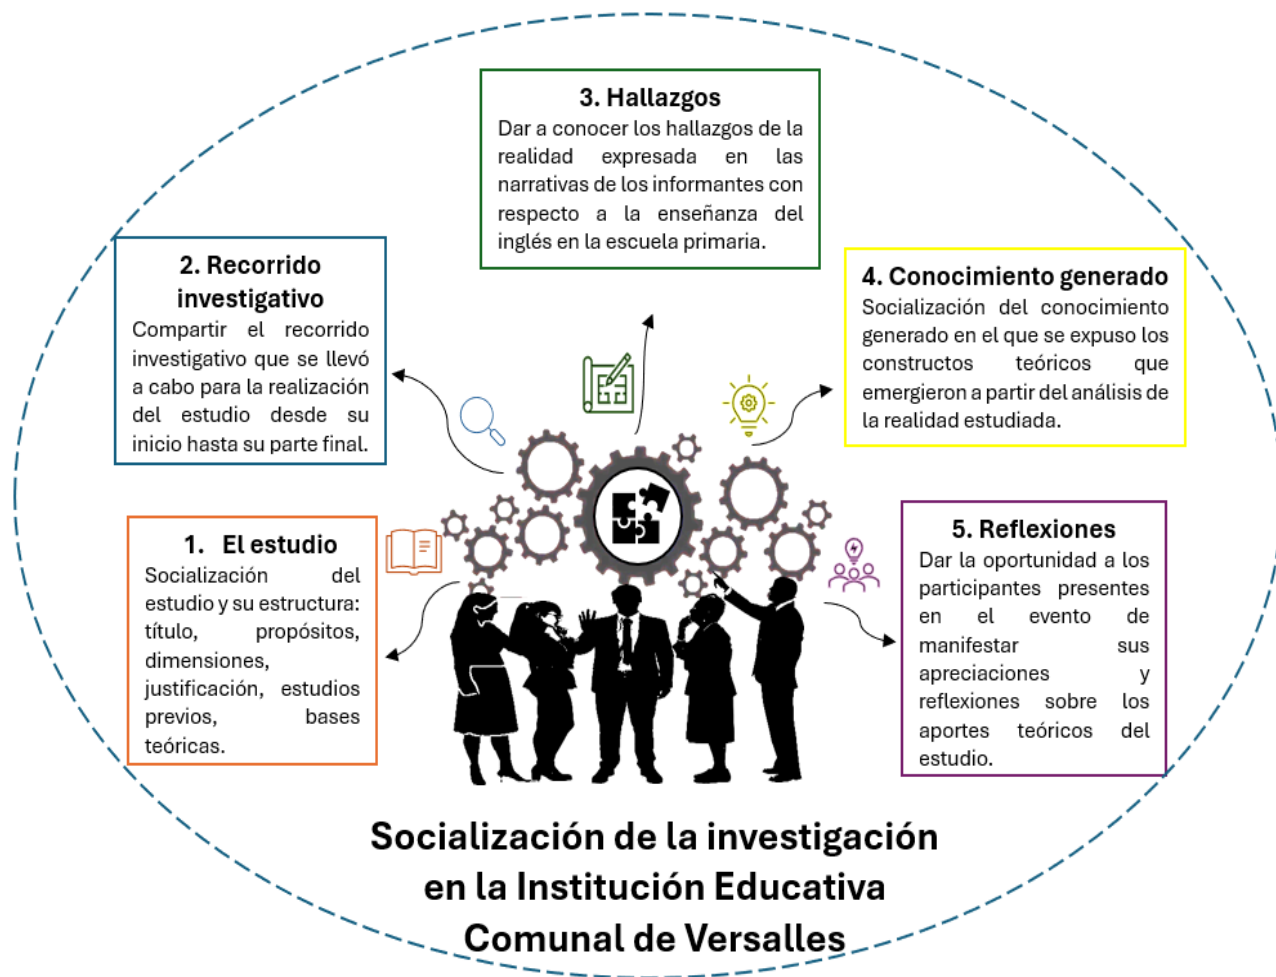 1. El estudio
Socialización del
estudio y su estructura:
título, propósitos,
dimensiones,
justificación, estudios
previos, bases
teóricas.
2. Recorrido
investigativo
Compartir el recorrido
investigativo que se llevó
a cabo para la realización
del estudio desde su
inicio hasta su parte final.
3. Hallazgos
Dar a conocer los hallazgos de la
realidad expresada en las
narrativas de los informantes con
respecto a la enseñanza del
inglés en la escuela primaria.
4. Conocimiento generado
Socialización del conocimiento
generado en el que se expuso los
constructos teóricos que
emergieron a partir del análisis de
la realidad estudiada.
5. Reflexiones
Dar la oportunidad a los
participantes presentes
en el evento de
manifestar sus
apreciaciones y
reflexiones sobre los
aportes teóricos del
estudio.
Socialización de la investigación
en la Institución Educativa
Comunal de Versalles